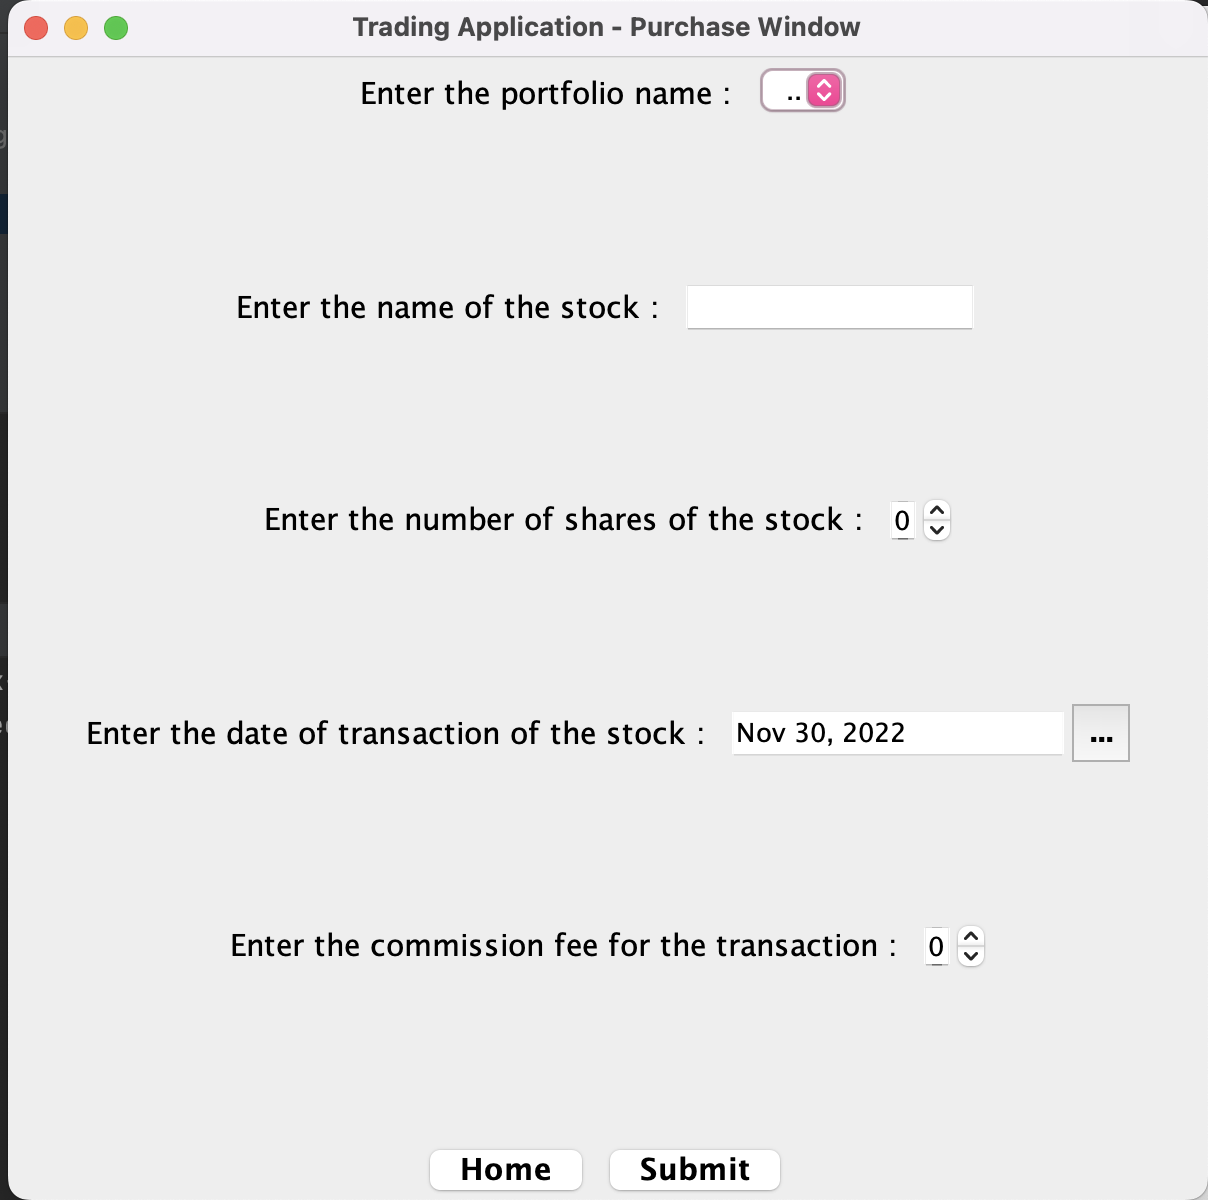 Trading Application - Purchase Window
Enter the portfolio name : ..
Enter the name of the stock :
Enter the number of shares of the stock : 0
Enter the date of transaction of the stock : Nov 30, 2022 ...
Enter the commission fee for the transaction : 0
Home Submit